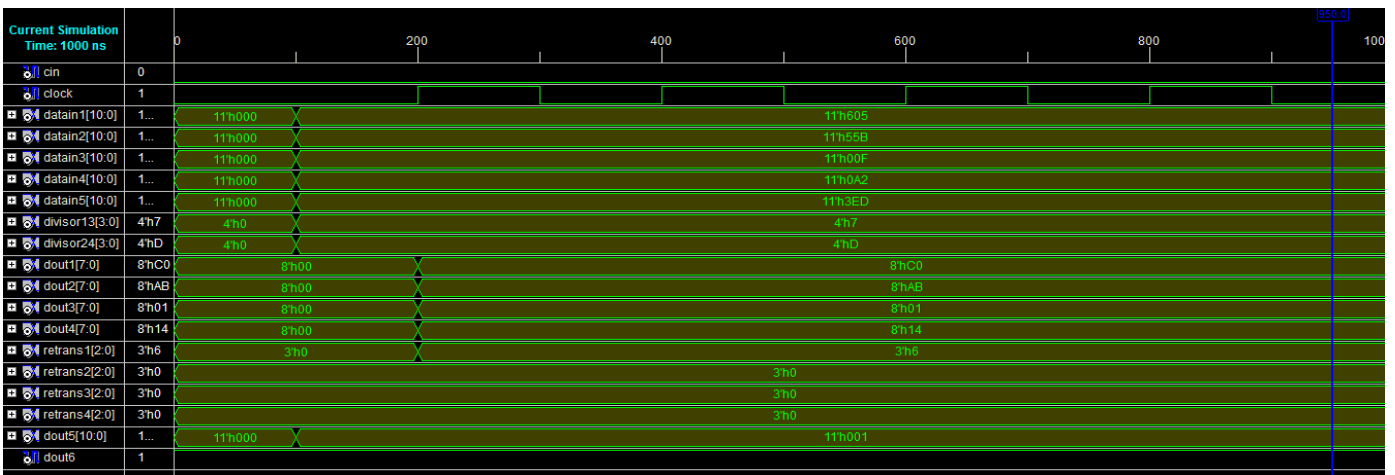 950.0
Current Simulation
Time: 1000 ns
0 200 400 600 800 1000
cin 0
clock 1
datain1[10:0] 1... 11'h000 11'h605
datain2[10:0] 1... 11'h000 11'h55B
datain3[10:0] 1... 11'h000 11'h00F
datain4[10:0] 1... 11'h000 11'h0A2
datain5[10:0] 1... 11'h000 11'h3ED
divisor13[3:0] 4'h7 4'h0 4'h7
divisor24[3:0] 4'hD 4'h0 4'hD
dout1[7:0] 8'hC0 8'h00 8'hC0
dout2[7:0] 8'hAB 8'h00 8'hAB
dout3[7:0] 8'h01 8'h00 8'h01
dout4[7:0] 8'h14 8'h00 8'h14
retrans1[2:0] 3'h6 3'h0 3'h6
retrans2[2:0] 3'h0 3'h0
retrans3[2:0] 3'h0 3'h0
retrans4[2:0] 3'h0 3'h0
dout5[10:0] 1... 11'h000 11'h001
dout6 1